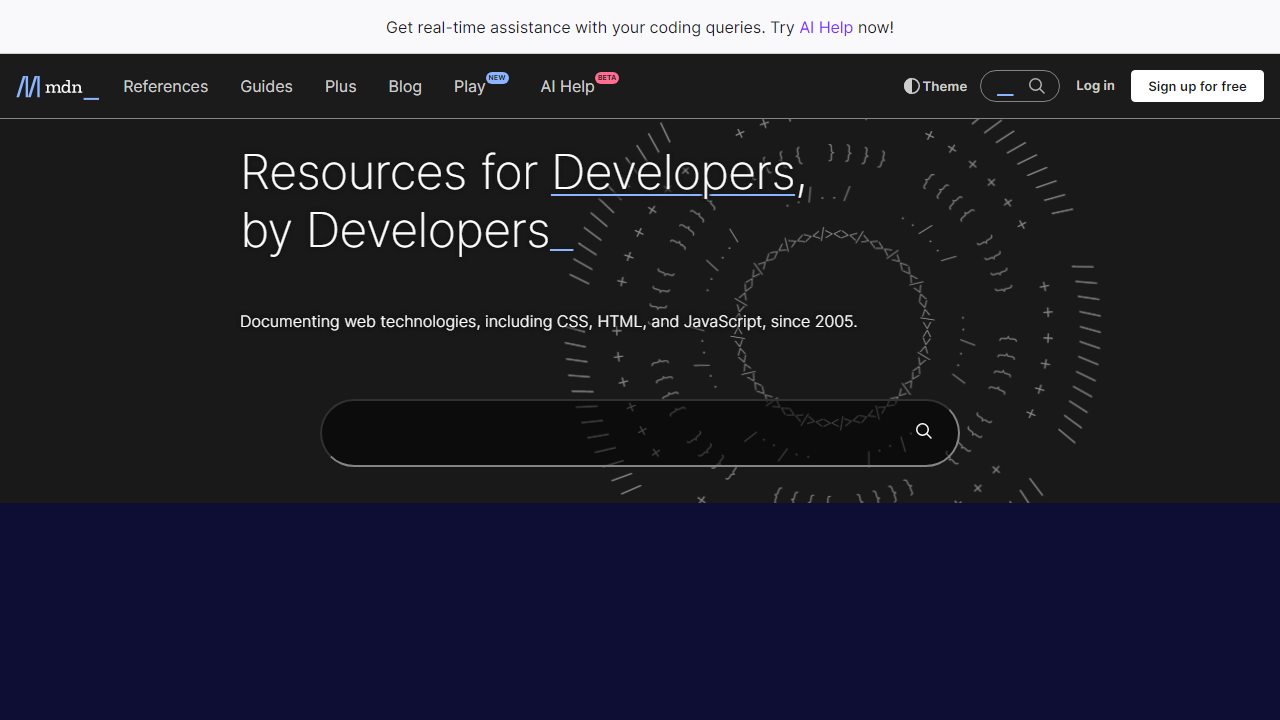 Get real-time assistance with your coding queries. Try AI Help now!
mdn_ References Guides Plus Blog Play NEW AI Help BETA Theme Log in Sign up for free
Resources for Developers,
by Developers_
Documenting web technologies, including CSS, HTML, and JavaScript, since 2005.